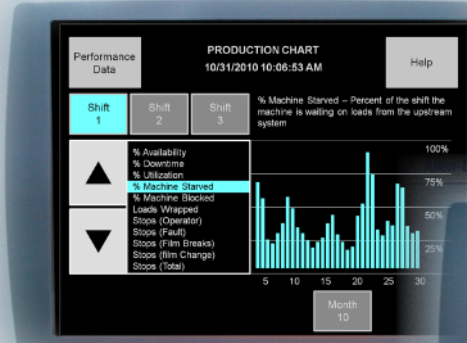 Performance
Data
PRODUCTION CHART
10/31/2010 10:06:53 AM
Help
Shift
1
Shift
2
Shift
3
% Machine Starved – Percent of the shift the
machine is waiting on loads from the upstream
system
% Availability
% Downtime
% Utilization
% Machine Starved
% Machine Blocked
Loads Wrapped
Stops (Operator)
Stops (Fault)
Stops (Film Breaks)
Stops (film Change)
Stops (Total)
100%
75%
50%
25%
5 10 15 20 25 30
Month
10